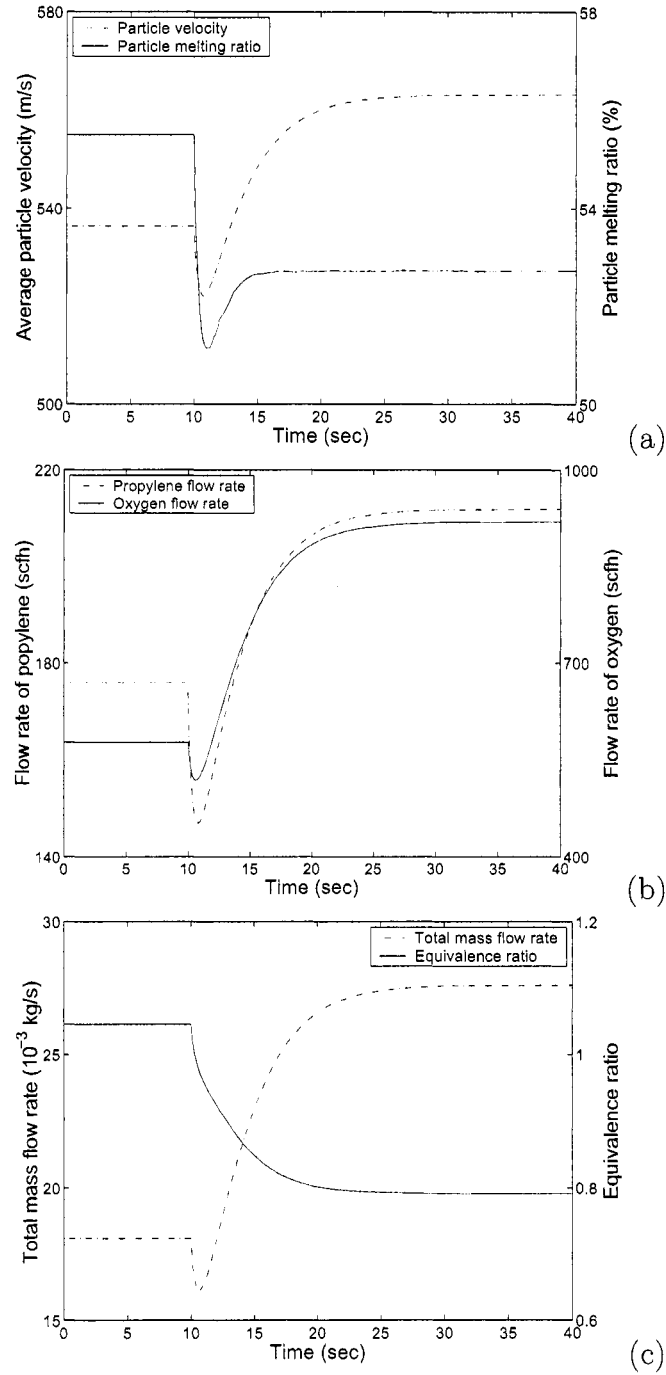 580
58
Particle velocity
Particle melting ratio
Average particle velocity (m/s)
540
54
Particle melting ratio (%)
500
50
0 5 10 15 20 25 30 35 40
Time (sec)
(a)
220
1000
Propylene flow rate
Oxygen flow rate
Flow rate of popylene (scfh)
180
700
Flow rate of oxygen (scfh)
140
400
0 5 10 15 20 25 30 35 40
Time (sec)
(b)
30
1.2
Total mass flow rate
Equivalence ratio
Total mass flow rate (10⁻³ kg/s)
25
1
20
0.8
Equivalence ratio
15
0.6
0 5 10 15 20 25 30 35 40
Time (sec)
(c)